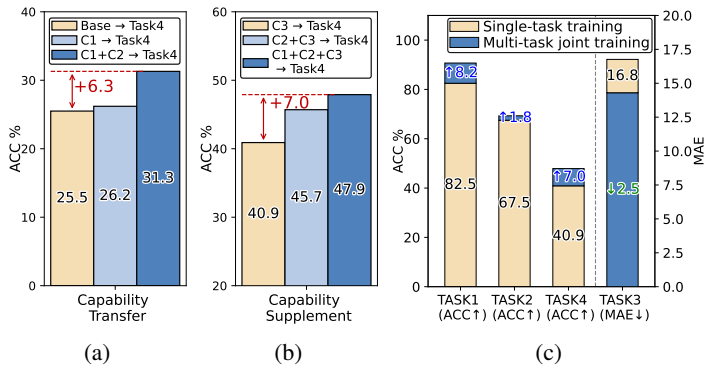 40
30
20
10
0
ACC %
Base → Task4
C1 → Task4
C1+C2 → Task4
+6.3
25.5
26.2
31.3
Capability
Transfer
(a)
60
50
40
30
20
ACC %
C3 → Task4
C2+C3 → Task4
C1+C2+C3
→ Task4
+7.0
40.9
45.7
47.9
Capability
Supplement
(b)
100
80
60
40
20
0
ACC %
Single-task training
Multi-task joint training
↑8.2
82.5
↑1.8
67.5
↑7.0
40.9
16.8
↓2.5
20.0
17.5
15.0
12.5
10.0
7.5
5.0
2.5
0.0
MAE
TASK1
(ACC↑)
TASK2
(ACC↑)
TASK4
(ACC↑)
TASK3
(MAE↓)
(c)